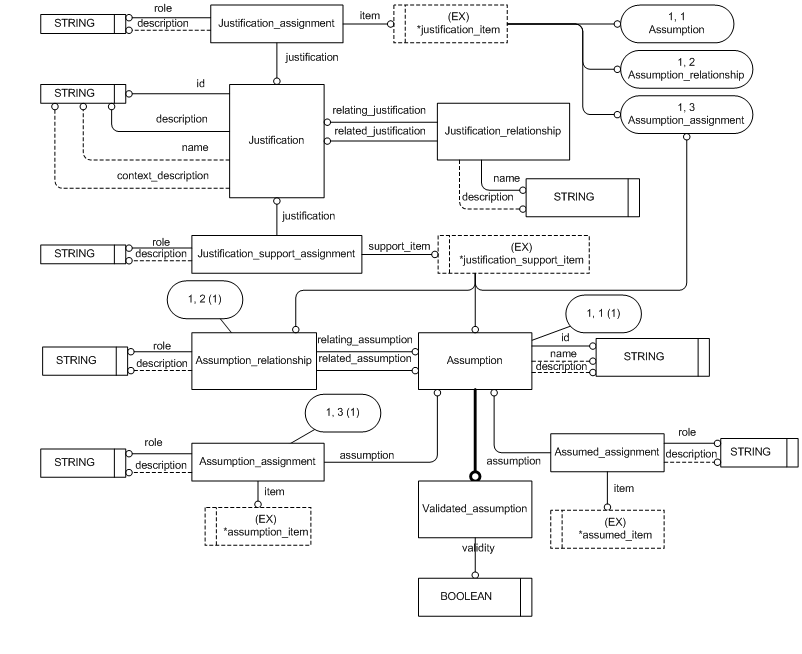 role
STRING
description
Justification_assignment
item
(EX)
*justification_item
1, 1
Assumption
justification
1, 2
Assumption_relationship
id
STRING
1, 3
Assumption_assignment
description
name
context_description
Justification
relating_justification
related_justification
Justification_relationship
name
description
STRING
justification
role
STRING
description
Justification_support_assignment
support_item
(EX)
*justification_support_item
1, 2 (1)
1, 1 (1)
role
STRING
description
Assumption_relationship
relating_assumption
related_assumption
Assumption
id
name
description
STRING
1, 3 (1)
role
STRING
description
Assumption_assignment
assumption
assumption
Assumed_assignment
role
description
STRING
item
(EX)
*assumption_item
Validated_assumption
item
(EX)
*assumed_item
validity
BOOLEAN